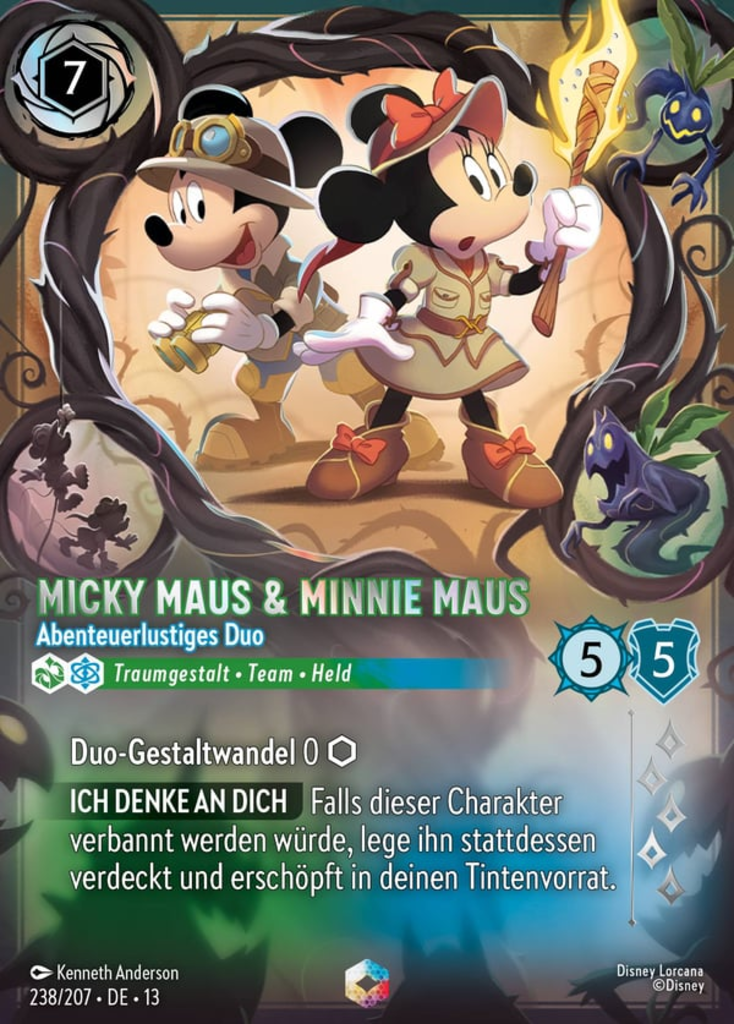 7
MICKY MAUS & MINNIE MAUS
Abenteuerlustiges Duo
Traumgestalt • Team • Held
5 5
Duo-Gestaltwandel 0
ICH DENKE AN DICH Falls dieser Charakter
verbannt werden würde, lege ihn stattdessen
verdeckt und erschöpft in deinen Tintenvorrat.
Kenneth Anderson
238/207 • DE • 13
Disney Lorcana
©Disney